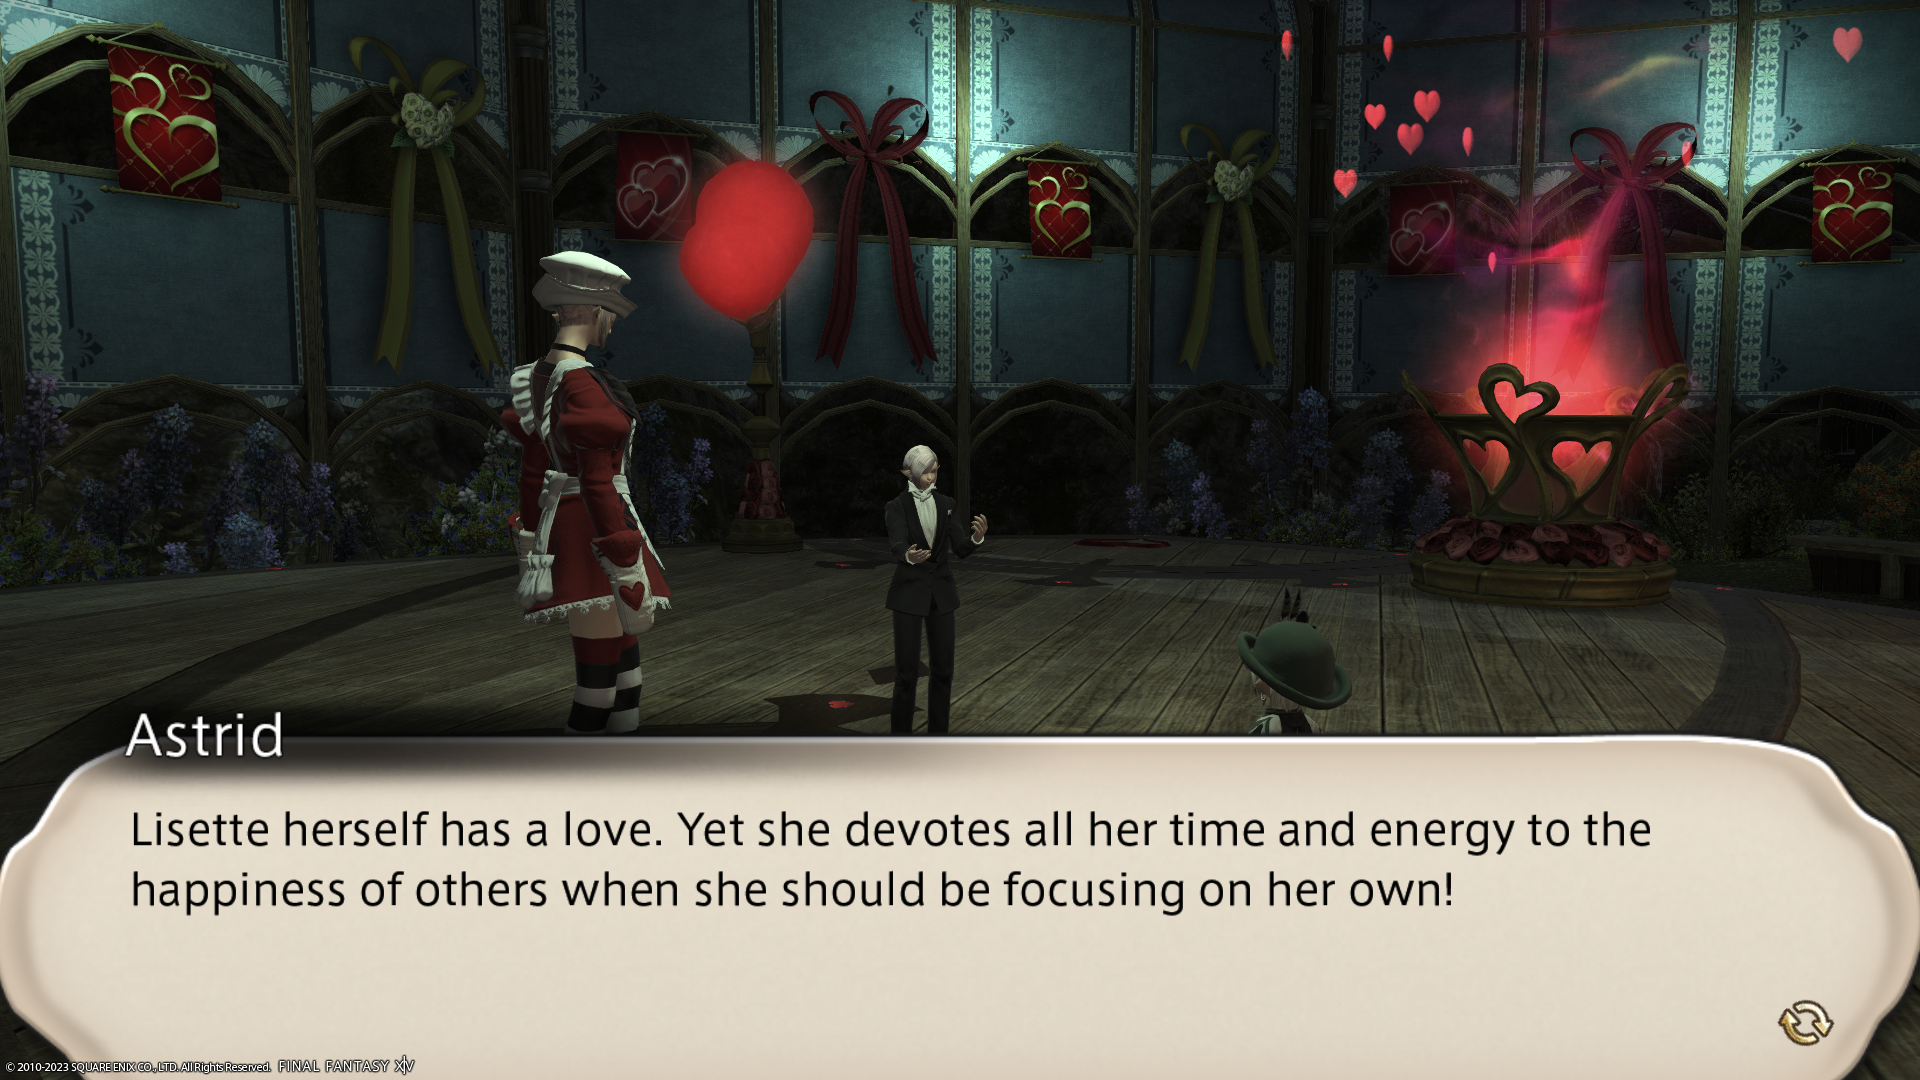 Astrid
Lisette herself has a love. Yet she devotes all her time and energy to the
happiness of others when she should be focusing on her own!
© 2010-2023 SQUARE ENIX CO., LTD. All Rights Reserved. FINAL FANTASY XIV